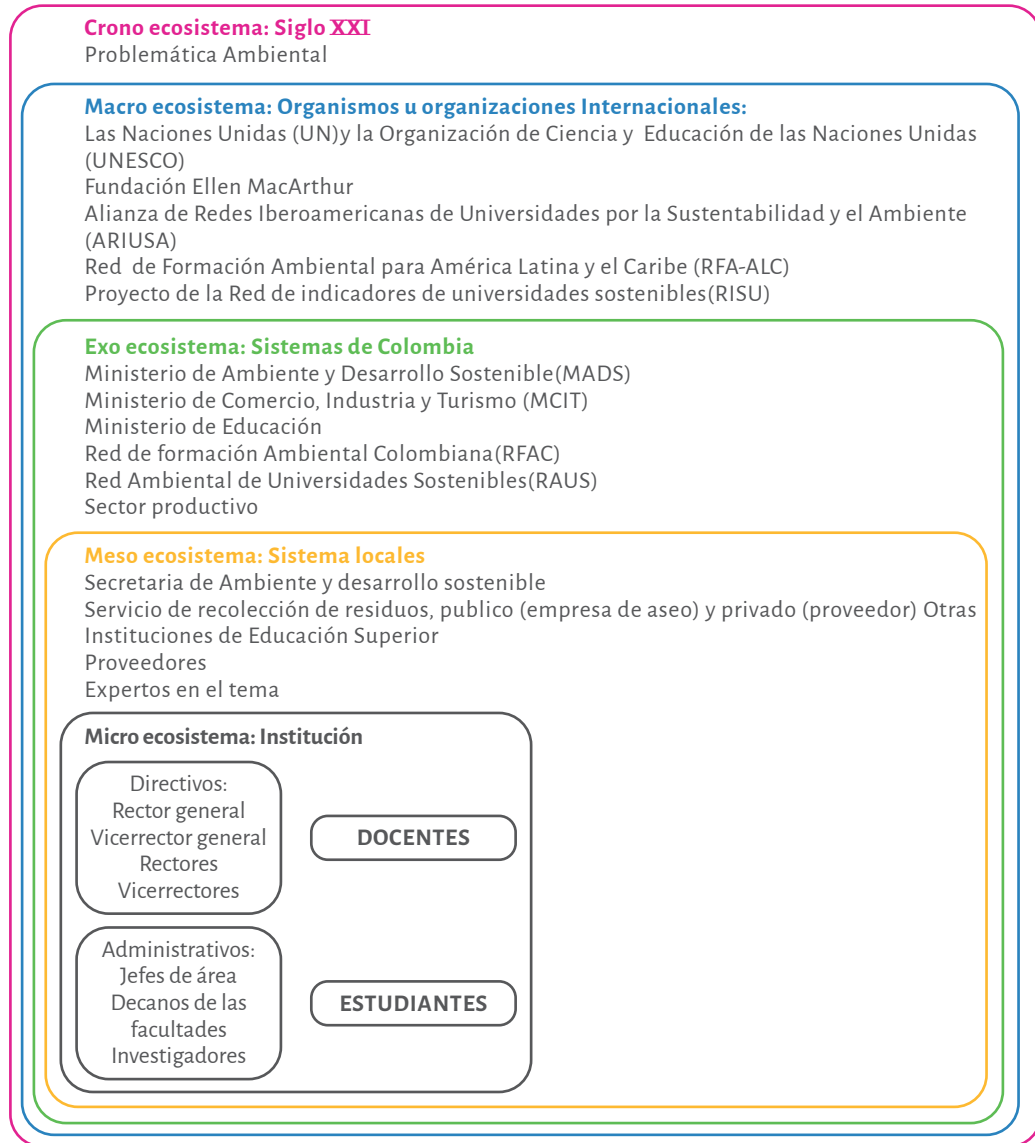 Crono ecosistema: Siglo XXI
Problemática Ambiental
Macro ecosistema: Organismos u organizaciones Internacionales:
Las Naciones Unidas (UN)y la Organización de Ciencia y Educación de las Naciones Unidas
(UNESCO)
Fundación Ellen MacArthur
Alianza de Redes Iberoamericanas de Universidades por la Sustentabilidad y el Ambiente
(ARIUSA)
Red de Formación Ambiental para América Latina y el Caribe (RFA-ALC)
Proyecto de la Red de indicadores de universidades sostenibles(RISU)
Exo ecosistema: Sistemas de Colombia
Ministerio de Ambiente y Desarrollo Sostenible(MADS)
Ministerio de Comercio, Industria y Turismo (MCIT)
Ministerio de Educación
Red de formación Ambiental Colombiana(RFAC)
Red Ambiental de Universidades Sostenibles(RAUS)
Sector productivo
Meso ecosistema: Sistema locales
Secretaria de Ambiente y desarrollo sostenible
Servicio de recolección de residuos, publico (empresa de aseo) y privado (proveedor) Otras
Instituciones de Educación Superior
Proveedores
Expertos en el tema
Micro ecosistema: Institución
Directivos:
Rector general
Vicerrector general
Rectores
Vicerrectores
DOCENTES
Administrativos:
Jefes de área
Decanos de las
facultades
Investigadores
ESTUDIANTES